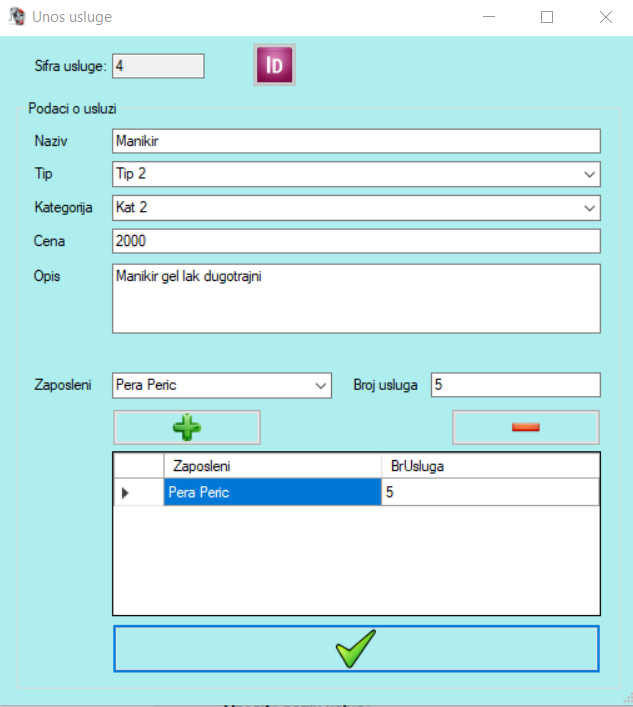 Unos usluge
Sifra usluge: 4 ID
Podaci o usluzi
Naziv Manikir
Tip Tip 2
Kategorija Kat 2
Cena 2000
Opis Manikir gel lak dugotrajni
Zaposleni Pera Peric Broj usluga 5
Zaposleni BrUsluga
Pera Peric 5